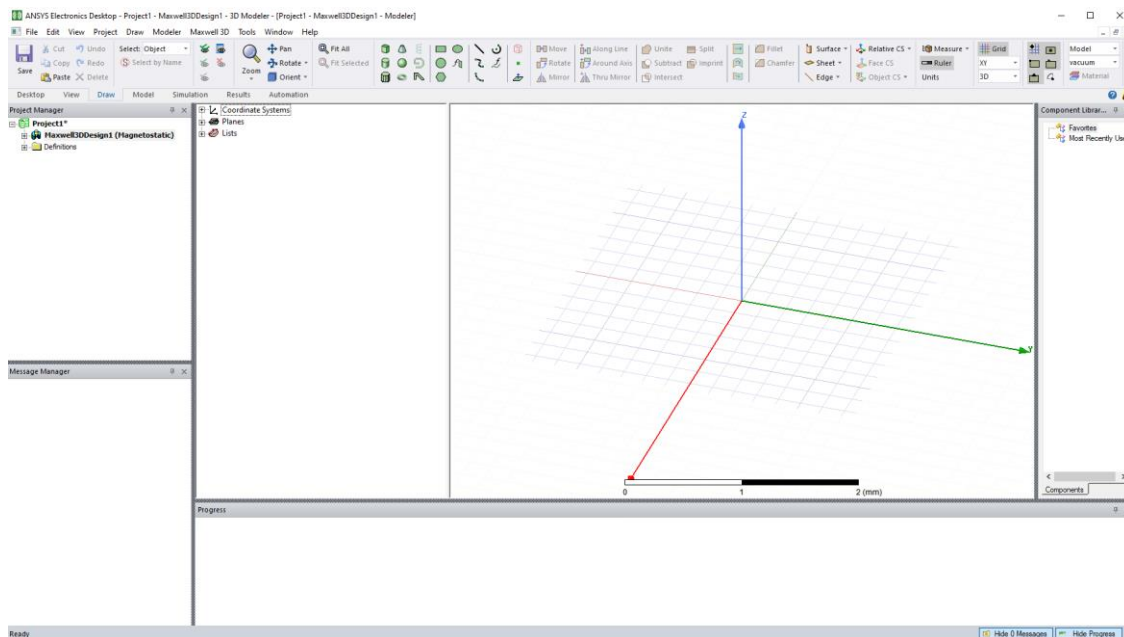 ANSYS Electronics Desktop - Project1 - Maxwell3DDesign1 - 3D Modeler - [Project1 - Maxwell3DDesign1 - Modeler]
File Edit View Project Draw Modeler Maxwell 3D Tools Window Help
Save
Cut Undo
Copy Redo
Paste Delete
Select: Object
Select by Name
Zoom
Pan
Rotate
Orient
Fit All
Fit Selected
Move Along Line
Rotate Around Axis
Mirror Thru Mirror
Unite Split
Subtract Imprint
Intersect
Fillet
Chamfer
Surface
Sheet
Edge
Relative CS
Face CS
Object CS
Measure
Ruler
Units
Grid
XY
3D
Model
vacuum
Material
Desktop View Draw Model Simulation Results Automation
Project Manager
Project1*
Maxwell3DDesign1 (Magnetostatic)
Definitions
Coordinate Systems
Planes
Lists
Z
Y
0 1 2 (mm)
Component Librar...
Favorites
Most Recently Use
Components
Message Manager
Progress
Ready
Hide 0 Messages Hide Progress